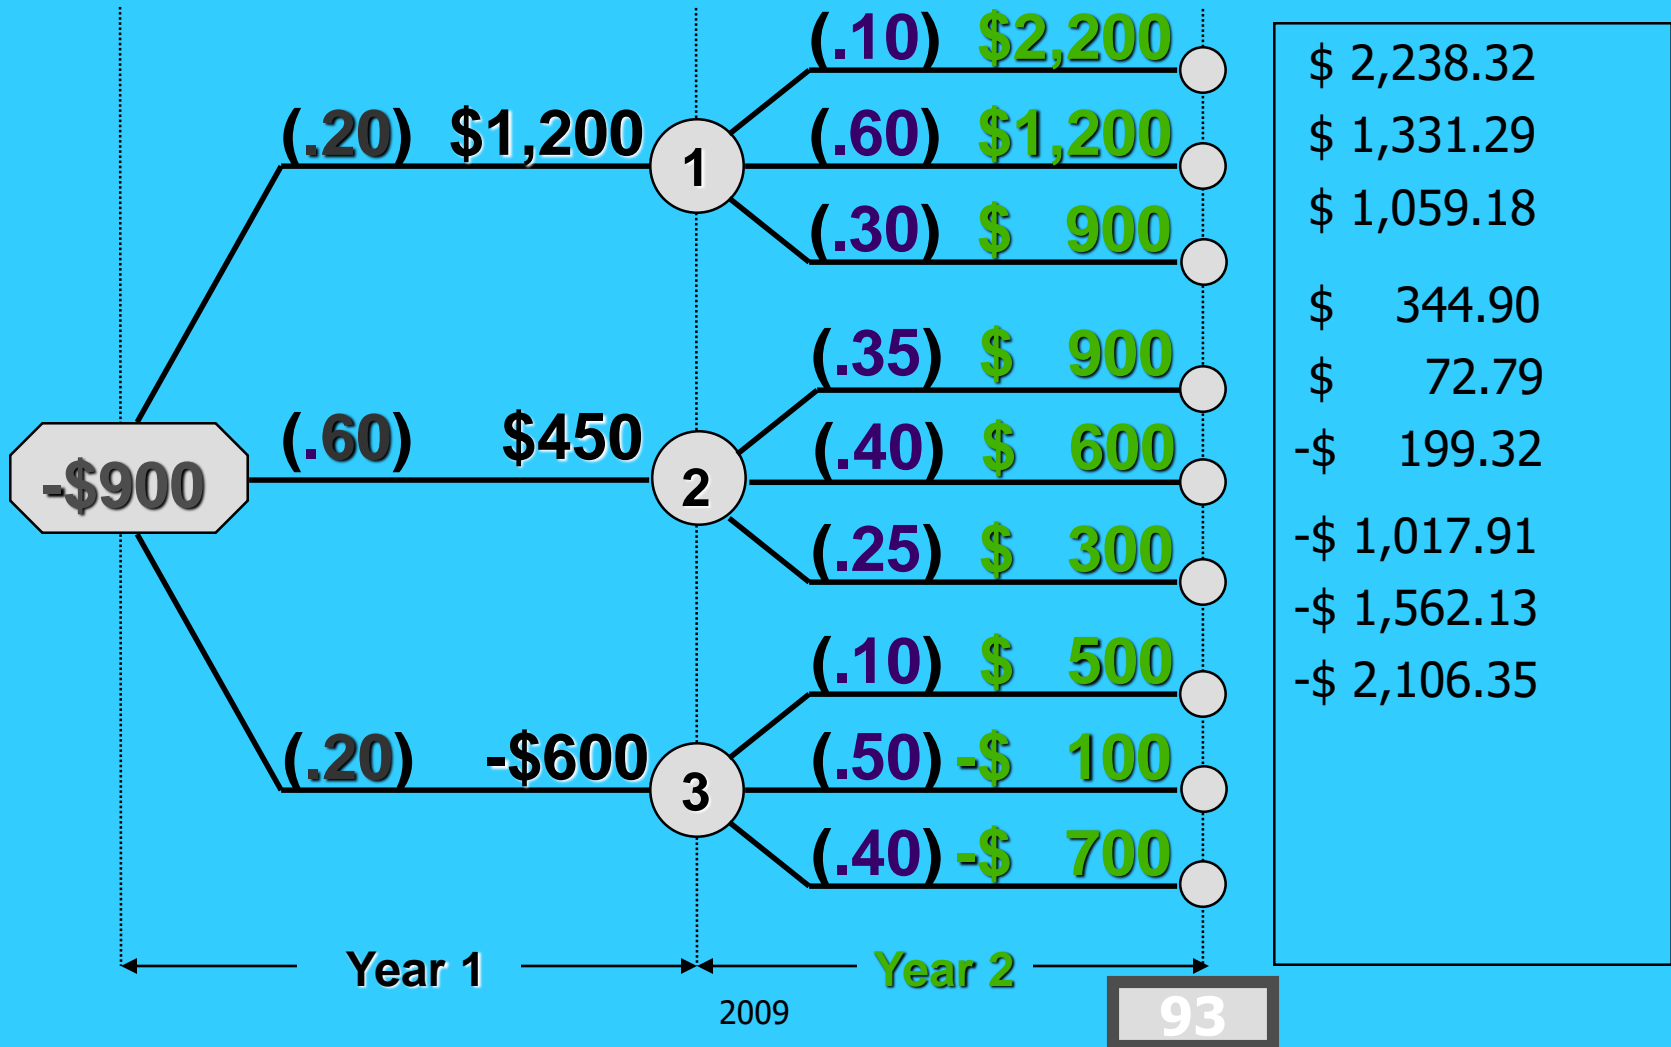 (.10) $2,200
$ 2,238.32
(.20) $1,200
1
(.60) $1,200
$ 1,331.29
(.30) $ 900
$ 1,059.18
(.35) $ 900
$ 344.90
$ 72.79
-$900
(.60) $450
2
(.40) $ 600
-$ 199.32
(.25) $ 300
-$ 1,017.91
-$ 1,562.13
(.10) $ 500
-$ 2,106.35
(.20) -$600
3
(.50) -$ 100
(.40) -$ 700
Year 1
Year 2
2009
93